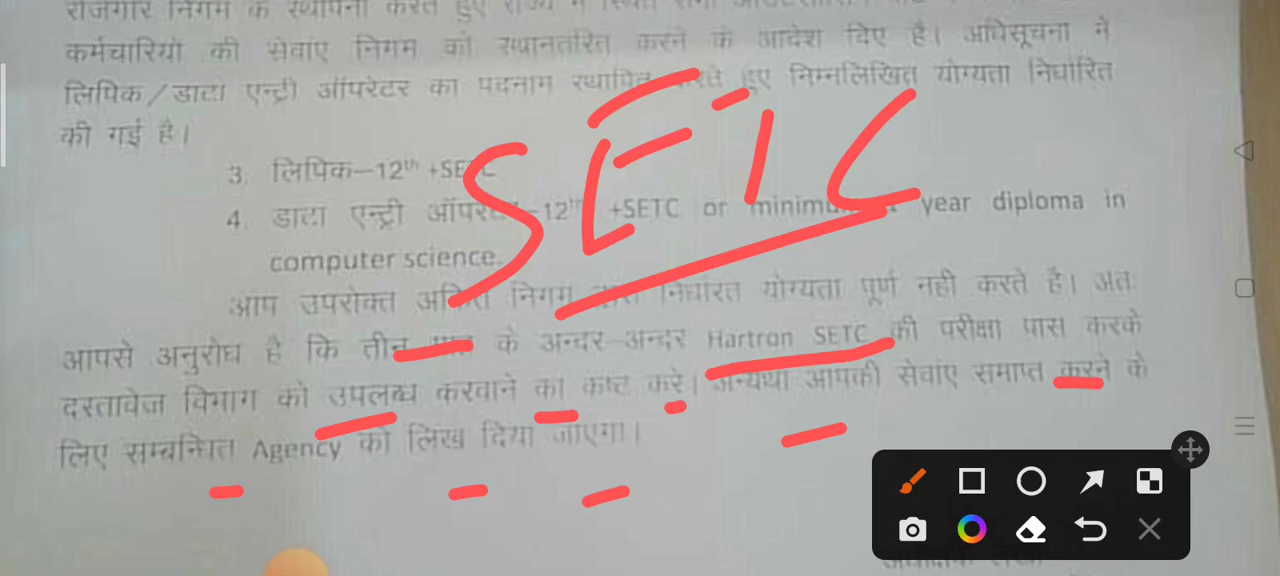 रोजगार निगम के स्थापना करते हुए राज्य में स्थित सभी
कर्मचारियों की सेवांए निगम को स्थानतरित करने के आदेश दिए है। अधिसूचना मे
लिपिक/डाटा एन्ट्री ऑपरेटर का पदनाम स्थापित करते हुए निम्नलिखित योग्यता निर्धारित
की गई है।
3. लिपिक–12th +SETC
4. डाटा एन्ट्री ऑपरेटर–12th +SETC or minimum year diploma in
computer science.
SETC
आप उपरोक्त निगम निर्धारत योग्यता पूर्ण नही करते है। अतः
आपसे अनुरोध है कि तीन के अन्दर–अन्दर Hartron SETC की परीक्षा पास करके
दस्तावेज विभाग को उपलब्ध करवाने का कष्ट करे। अन्यथा आपकी सेवांए समाप्त करने के
लिए सम्बन्धित Agency को लिख दिया जाएगा।